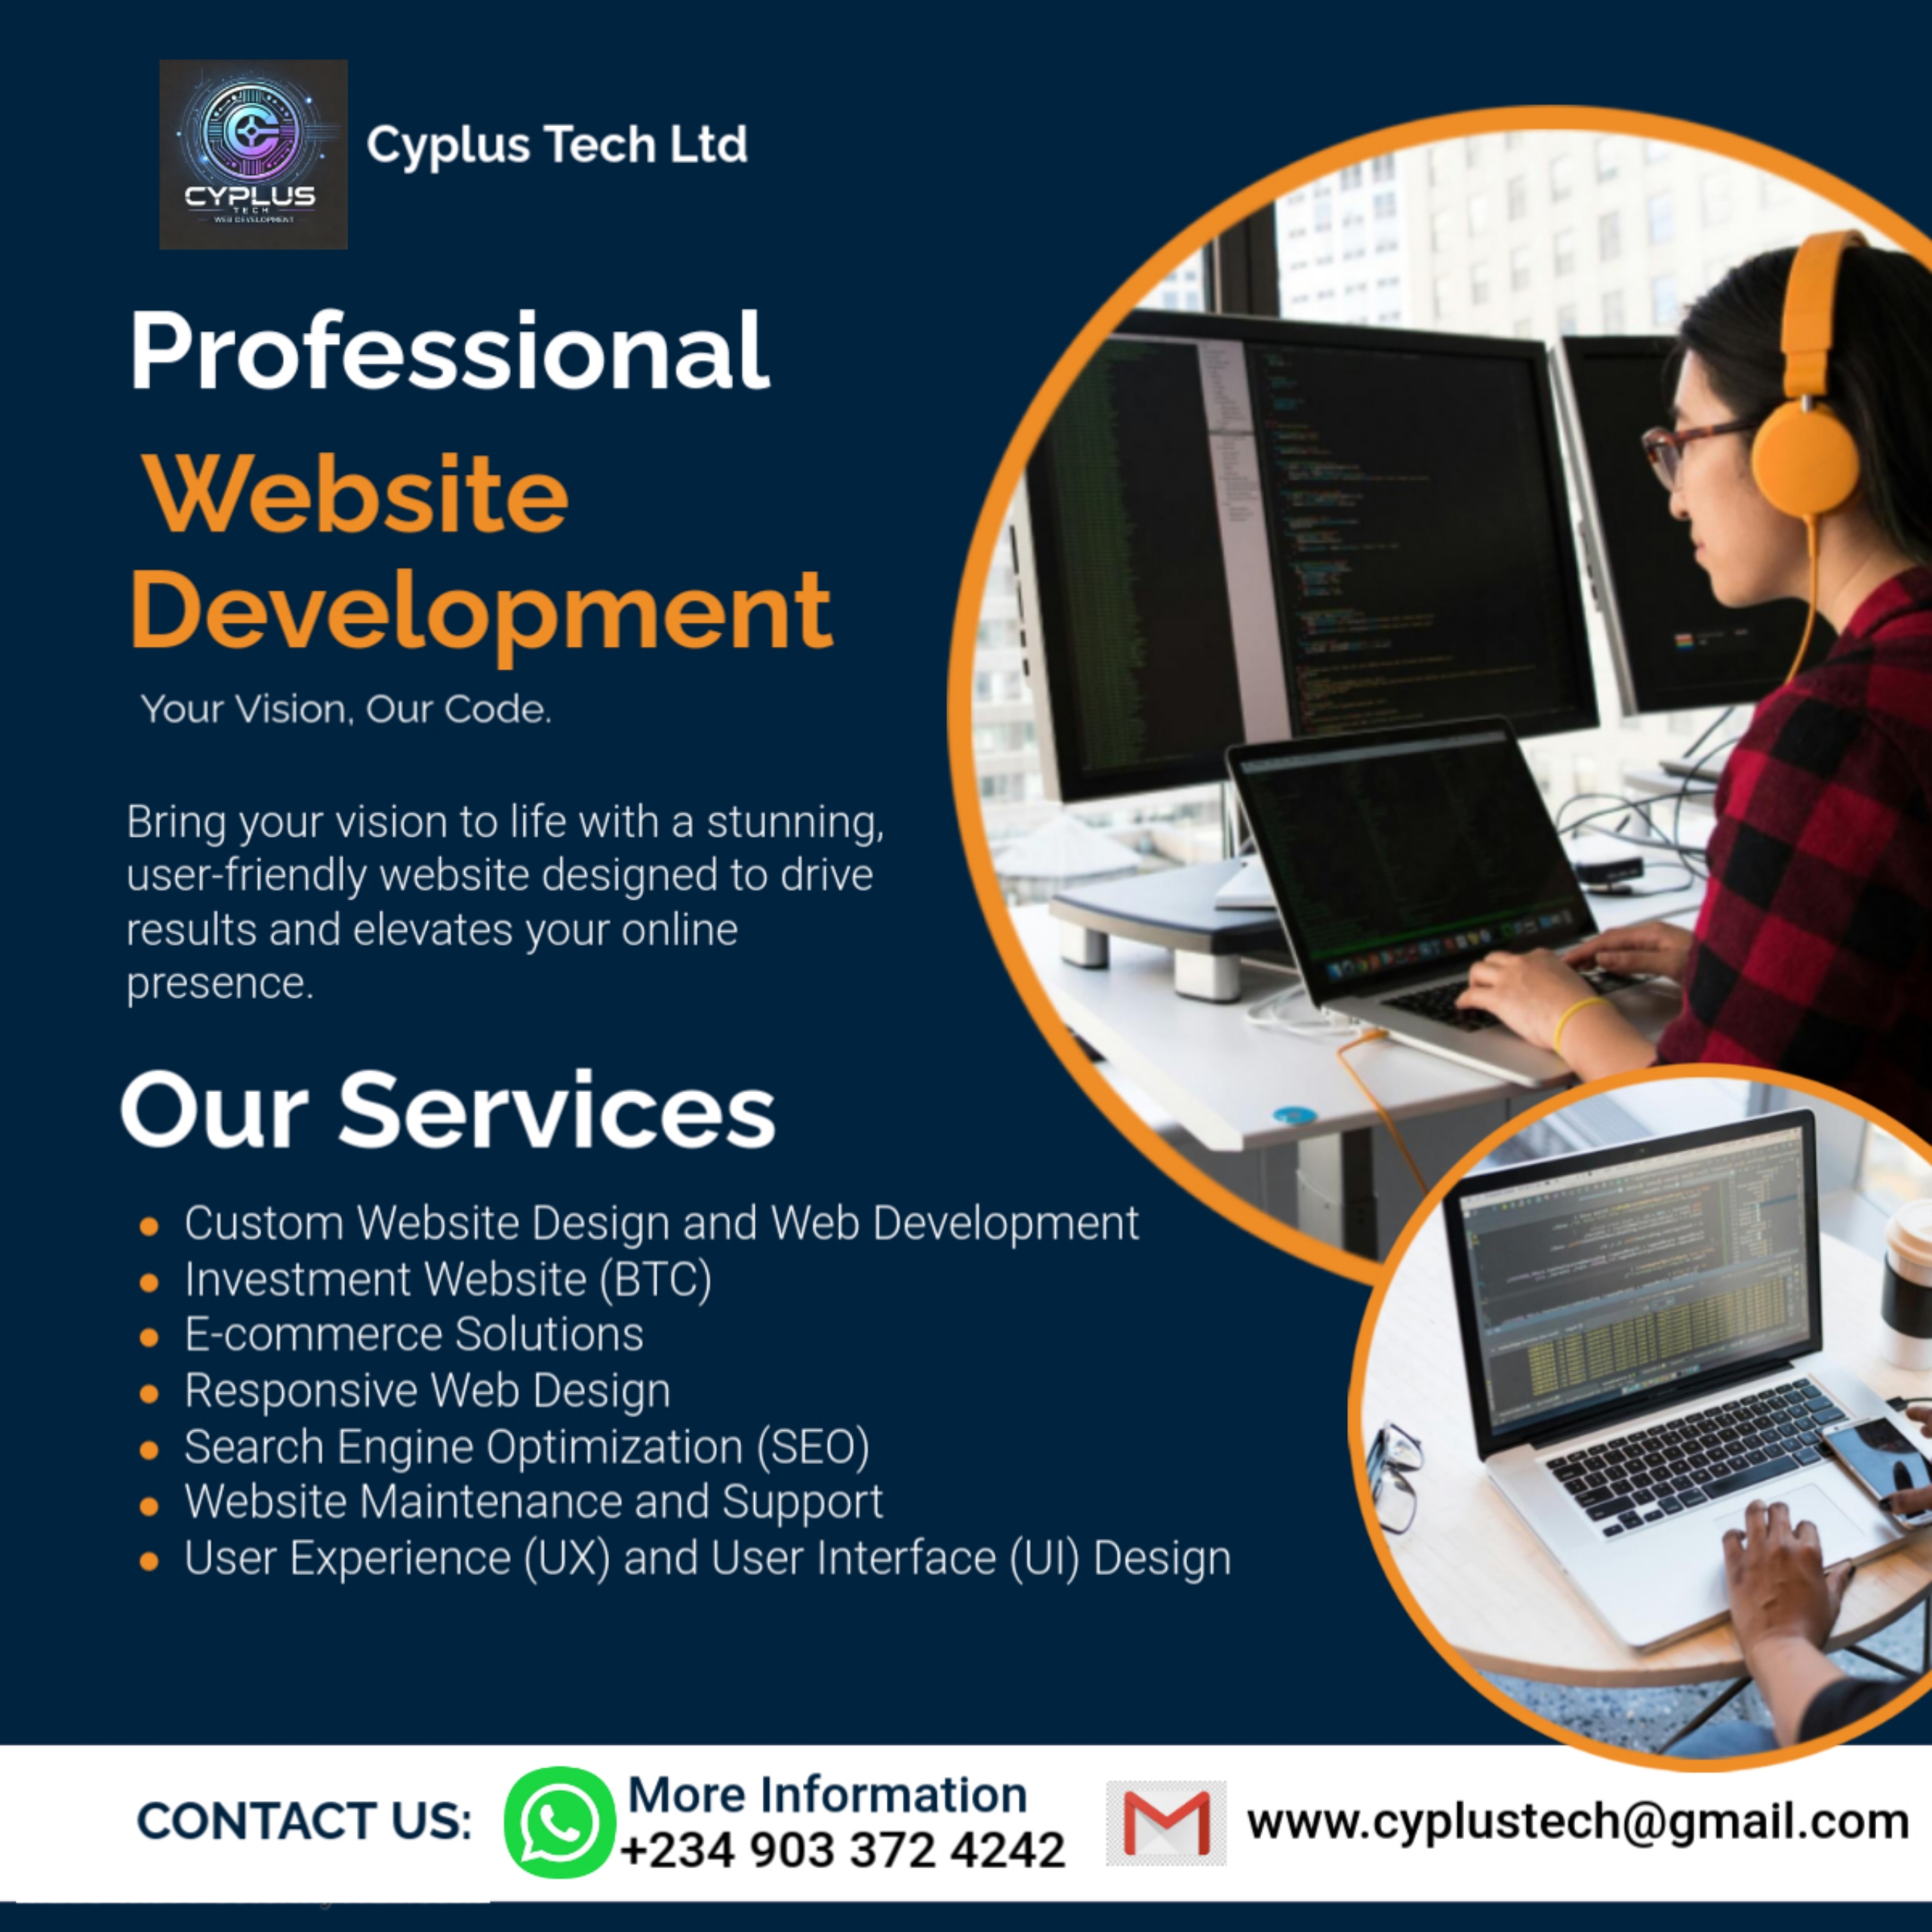 CYPLUS
TECH
WEB DEVELOPMENT
Cyplus Tech Ltd
Professional
Website
Development
Your Vision, Our Code.
Bring your vision to life with a stunning,
user-friendly website designed to drive
results and elevates your online
presence.
Our Services
Custom Website Design and Web Development
Investment Website (BTC)
E-commerce Solutions
Responsive Web Design
Search Engine Optimization (SEO)
Website Maintenance and Support
User Experience (UX) and User Interface (UI) Design
CONTACT US:
More Information
+234 903 372 4242
www.cyplustech@gmail.com